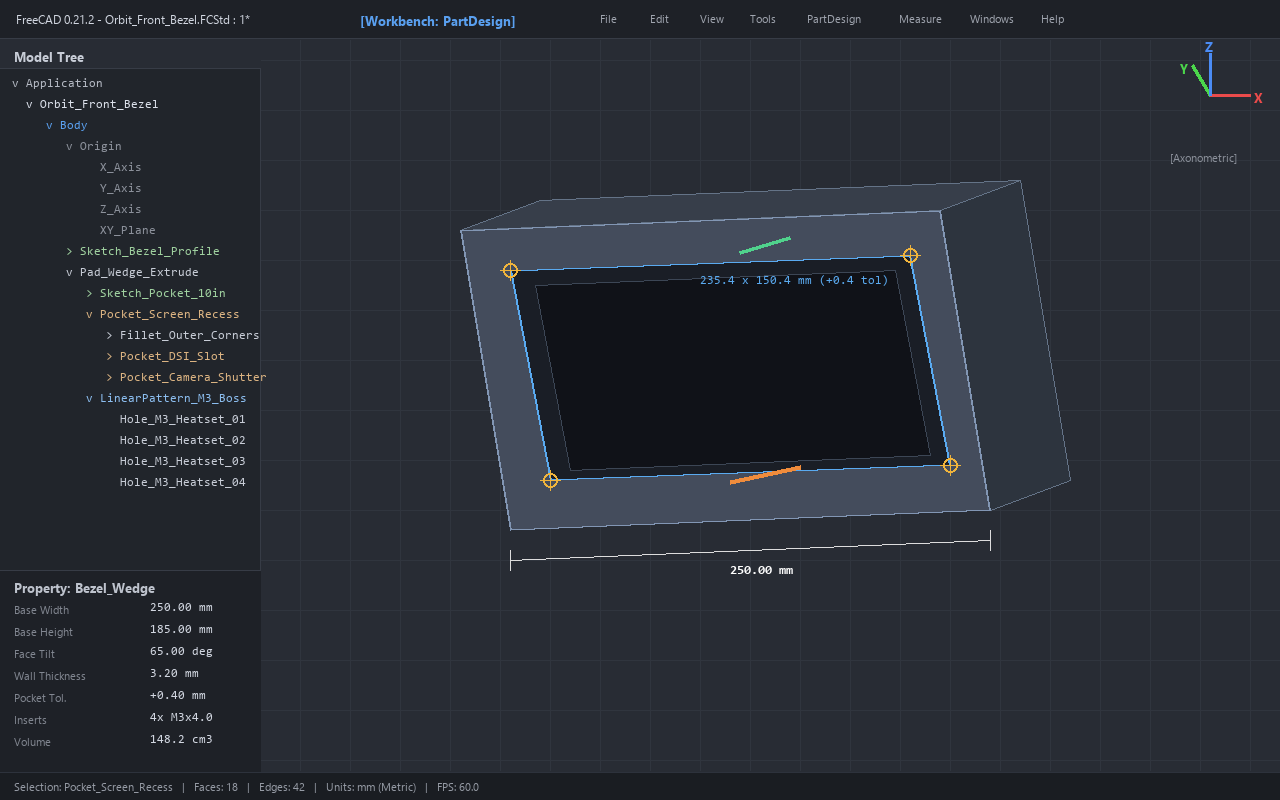 FreeCAD 0.21.2 - Orbit_Front_Bezel.FCStd : 1*
[Workbench: PartDesign]
File Edit View Tools PartDesign Measure Windows Help
Model Tree
v Application
v Orbit_Front_Bezel
v Body
v Origin
X_Axis
Y_Axis
Z_Axis
XY_Plane
> Sketch_Bezel_Profile
v Pad_Wedge_Extrude
> Sketch_Pocket_10in
v Pocket_Screen_Recess
> Fillet_Outer_Corners
> Pocket_DSI_Slot
> Pocket_Camera_Shutter
v LinearPattern_M3_Boss
Hole_M3_Heatset_01
Hole_M3_Heatset_02
Hole_M3_Heatset_03
Hole_M3_Heatset_04
Z
Y
X
[Axonometric]
235.4 x 150.4 mm (+0.4 tol)
250.00 mm
Property: Bezel_Wedge
Base Width 250.00 mm
Base Height 185.00 mm
Face Tilt 65.00 deg
Wall Thickness 3.20 mm
Pocket Tol. +0.40 mm
Inserts 4x M3x4.0
Volume 148.2 cm3
Selection: Pocket_Screen_Recess | Faces: 18 | Edges: 42 | Units: mm (Metric) | FPS: 60.0